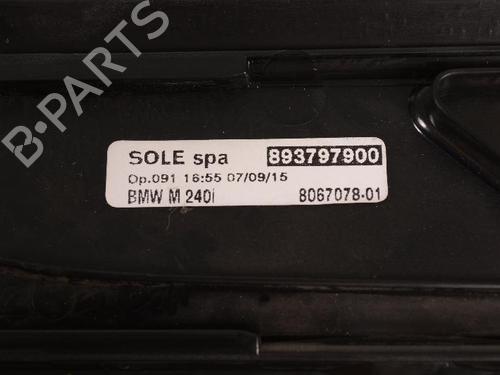 B-PARTS
SOLE spa 893797900
Op.091 16:55 07/09/15
BMW M 240i 8067078-01